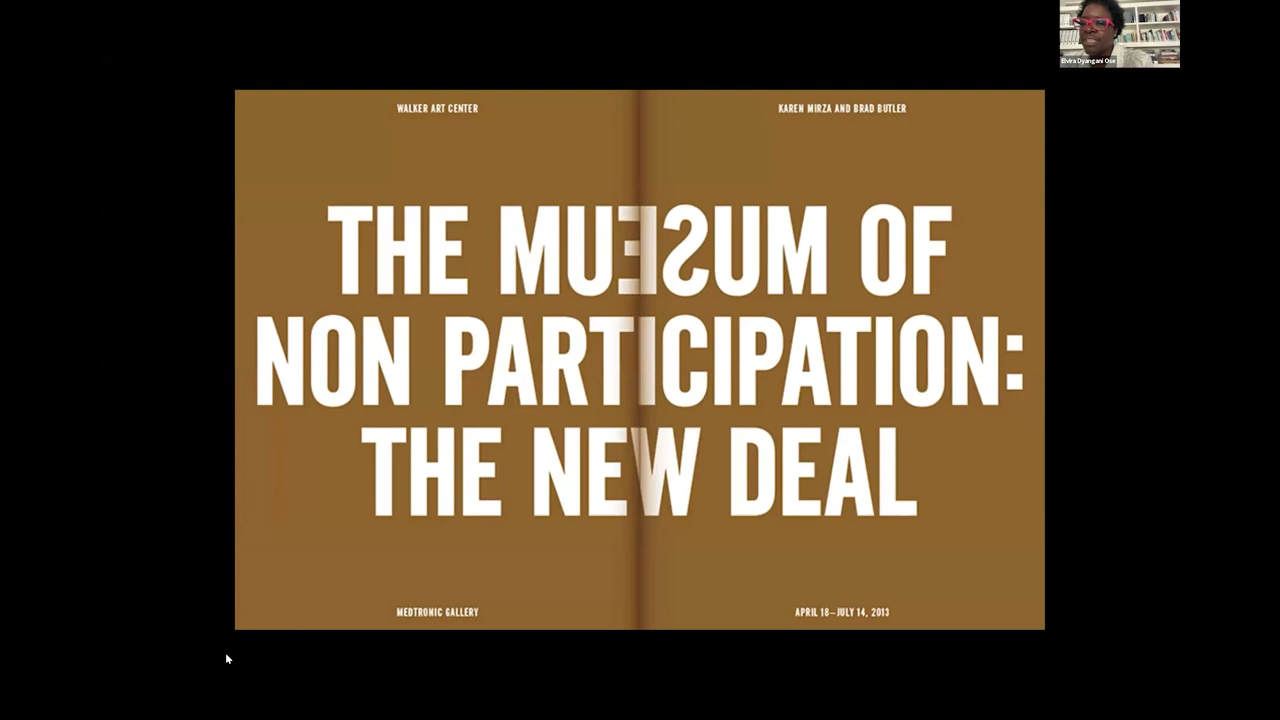 Elvira Dyangani Ose
WALKER ART CENTER
KAREN MIRZA AND BRAD BUTLER
THE MUƎƧUM OF
NON PARTICIPATION:
THE NEW DEAL
MEDTRONIC GALLERY
APRIL 18–JULY 14, 2013